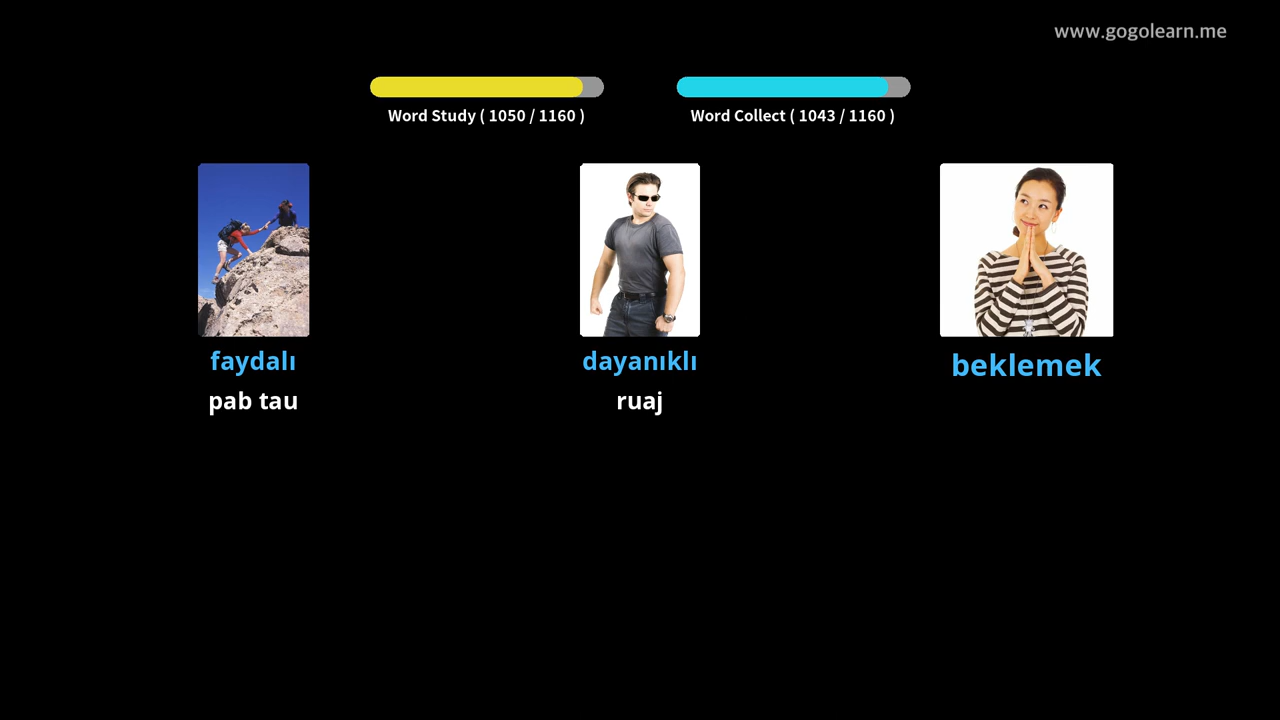 www.gogolearn.me
Word Study ( 1050 / 1160 )
Word Collect ( 1043 / 1160 )
faydalı
dayanıklı
beklemek
pab tau
ruaj